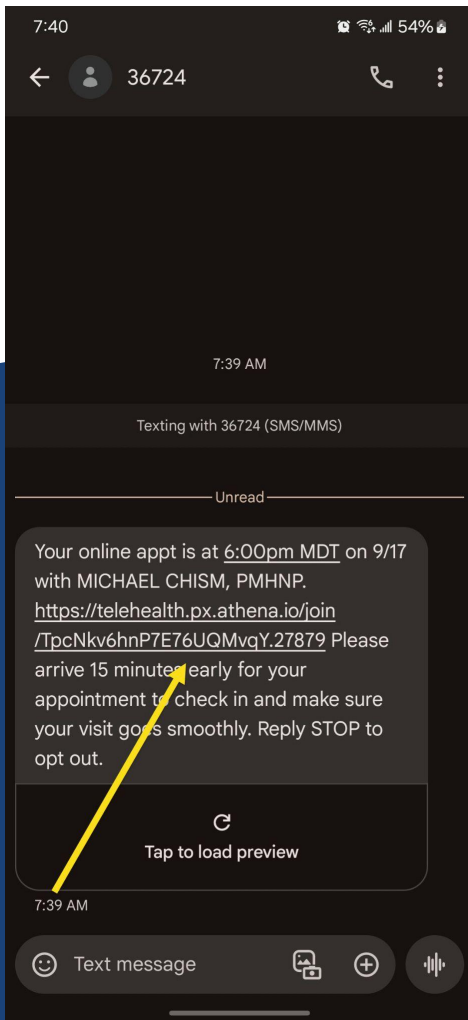 7:40 54%
36724
7:39 AM
Texting with 36724 (SMS/MMS)
Unread
Your online appt is at 6:00pm MDT on 9/17
with MICHAEL CHISM, PMHNP.
https://telehealth.px.athena.io/join
/TpcNkv6hnP7E76UQMvqY.27879 Please
arrive 15 minutes early for your
appointment to check in and make sure
your visit goes smoothly. Reply STOP to
opt out.
Tap to load preview
7:39 AM
Text message